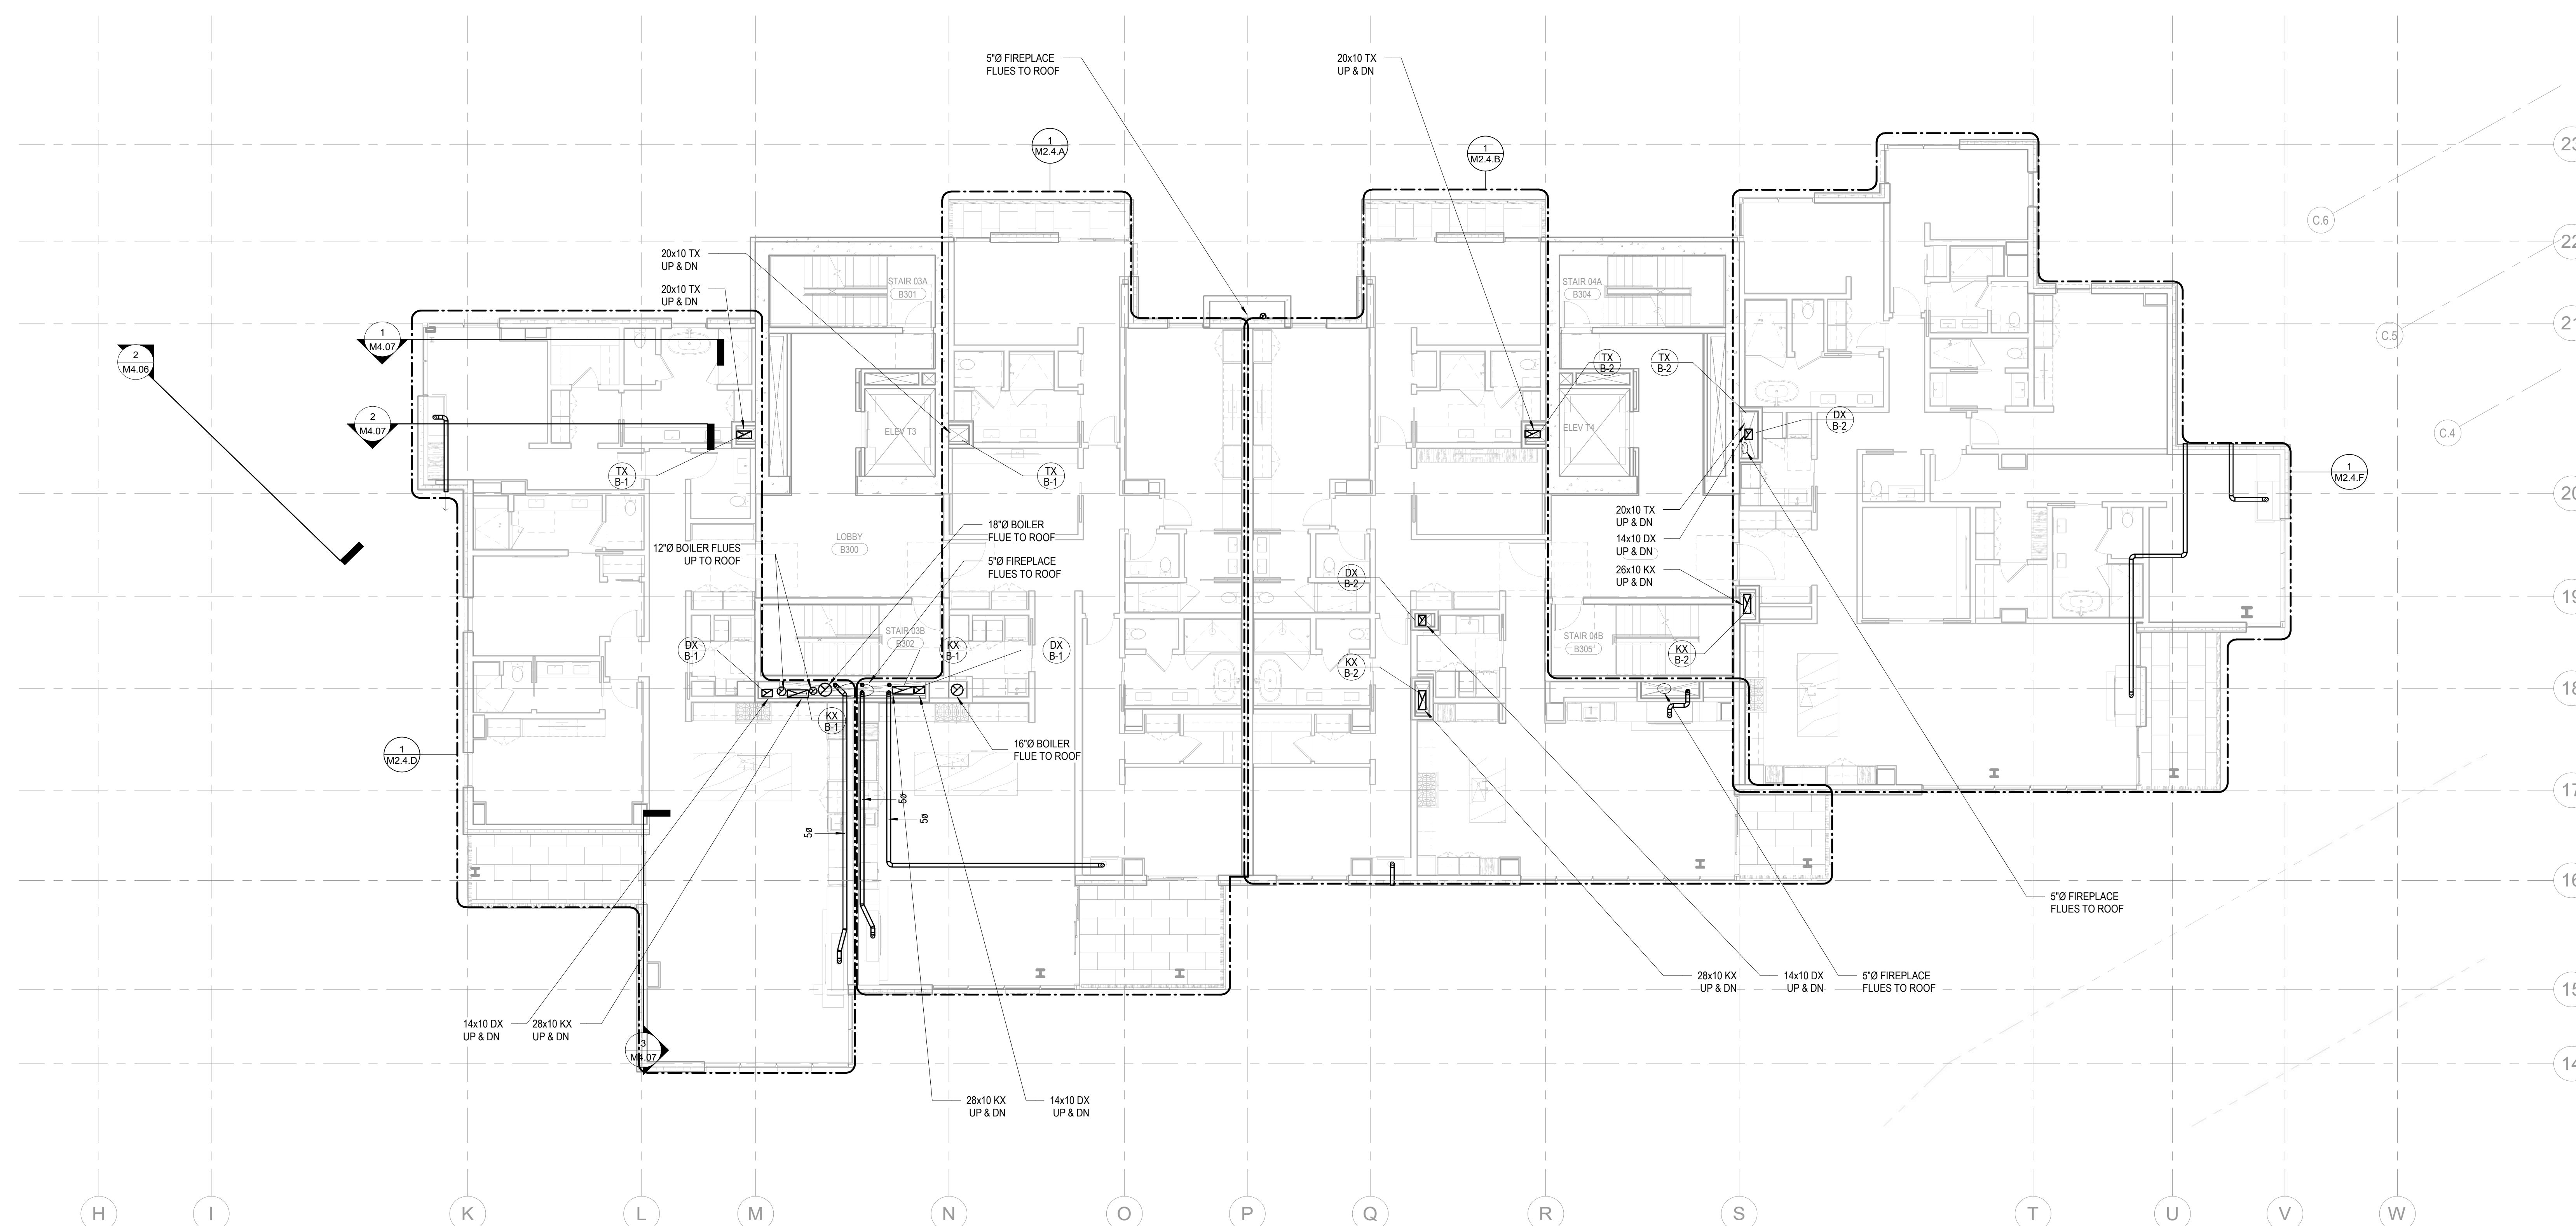 5"Ø FIREPLACE
FLUES TO ROOF
20x10 TX
UP & DN
1
M2.4.A
1
M2.4.B
23
C.6
22
20x10 TX
UP & DN
20x10 TX
UP & DN
STAIR 03A
B301
STAIR 04A
B304
21
C.5
1
M4.07
2
M4.06
TX
B-2
TX
B-2
2
M4.07
DX
B-2
ELEV T3
ELEV T4
C.4
TX
B-1
TX
B-1
1
M2.4.F
20
20x10 TX
UP & DN
14x10 DX
UP & DN
26x10 KX
UP & DN
18"Ø BOILER
FLUE TO ROOF
LOBBY
B300
12"Ø BOILER FLUES
UP TO ROOF
5"Ø FIREPLACE
FLUES TO ROOF
DX
B-2
19
STAIR 03B
B302
STAIR 04B
B305
DX
B-1
KX
B-1
DX
B-1
KX
B-2
KX
B-2
18
KX
B-1
16"Ø BOILER
FLUE TO ROOF
1
M2.4.D
17
5ø
5ø
5ø
16
5"Ø FIREPLACE
FLUES TO ROOF
28x10 KX
UP & DN
14x10 DX
UP & DN
5"Ø FIREPLACE
FLUES TO ROOF
15
14x10 DX
UP & DN
28x10 KX
UP & DN
3
M4.07
14
28x10 KX
UP & DN
14x10 DX
UP & DN
H
I
K
L
M
N
O
P
Q
R
S
T
U
V
W